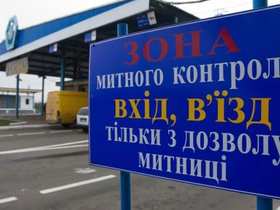 ЗОНА
МИТНОГО КОНТРОЛ
ВХІД, В'ЇЗД
ТІЛЬКИ З ДОЗВОЛУ
МИТНИЦІ